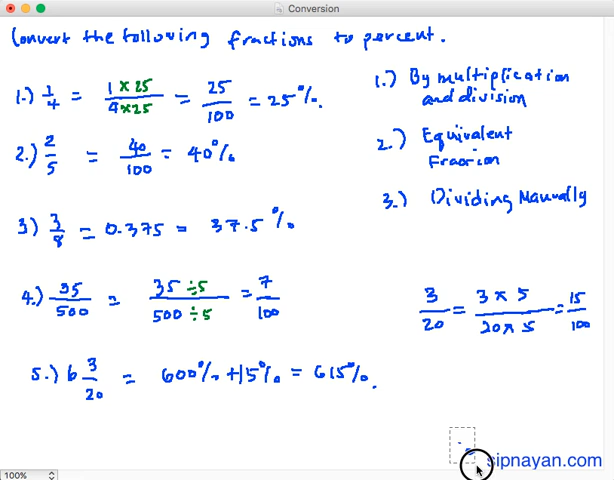 Conversion
Convert the following fractions to percent.
1.) 1/4 = 1 × 25 / 4 × 25 = 25/100 = 25%.
2.) 2/5 = 40/100 = 40%
3) 3/8 = 0.375 = 37.5%
4.) 35/500 = 35 ÷5 / 500 ÷5 = 7/100
5.) 6 3/20 = 600% + 15% = 615%.
1.) By multiplication
and division
2.) Equivalent
Fraction
3.) Dividing Manually
3/20 = 3 × 5 / 20 × 5 = 15/100
sipnayan.com
100%